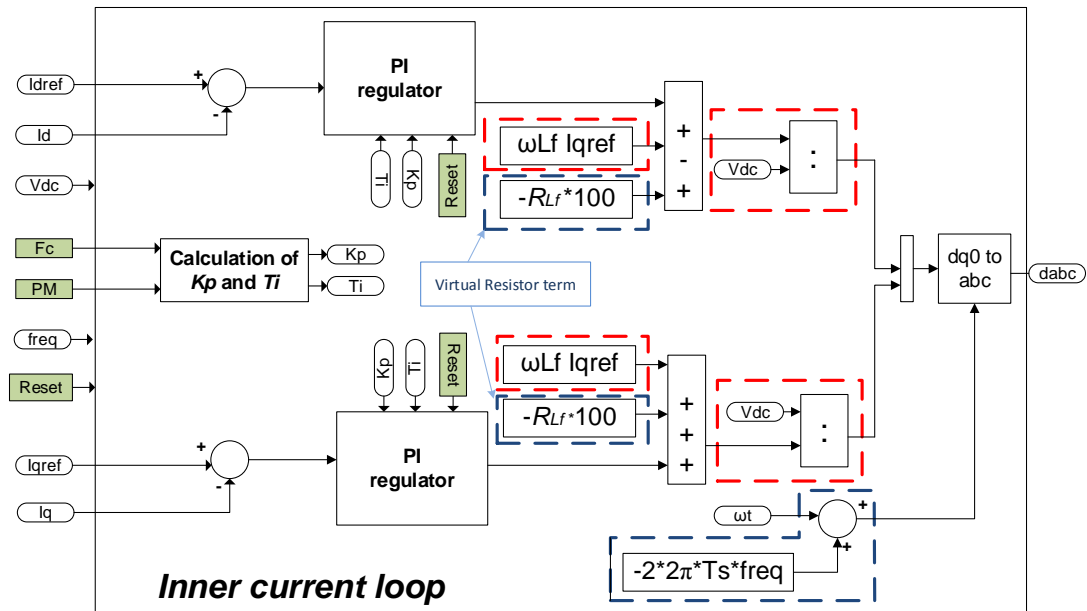 Idref
+
-
Id
Vdc
PI
regulator
Ti
Kp
Reset
ωLf Iqref
-RLf*100
+
-
+
Vdc
:
Fc
PM
Calculation of
Kp and Ti
Kp
Ti
Virtual Resistor term
dq0 to
abc
dabc
freq
Reset
Kp
Ti
Reset
ωLf Iqref
-RLf*100
+
+
+
Vdc
:
Iqref
+
-
Iq
PI
regulator
ωt
+
+
-2*2π*Ts*freq
Inner current loop